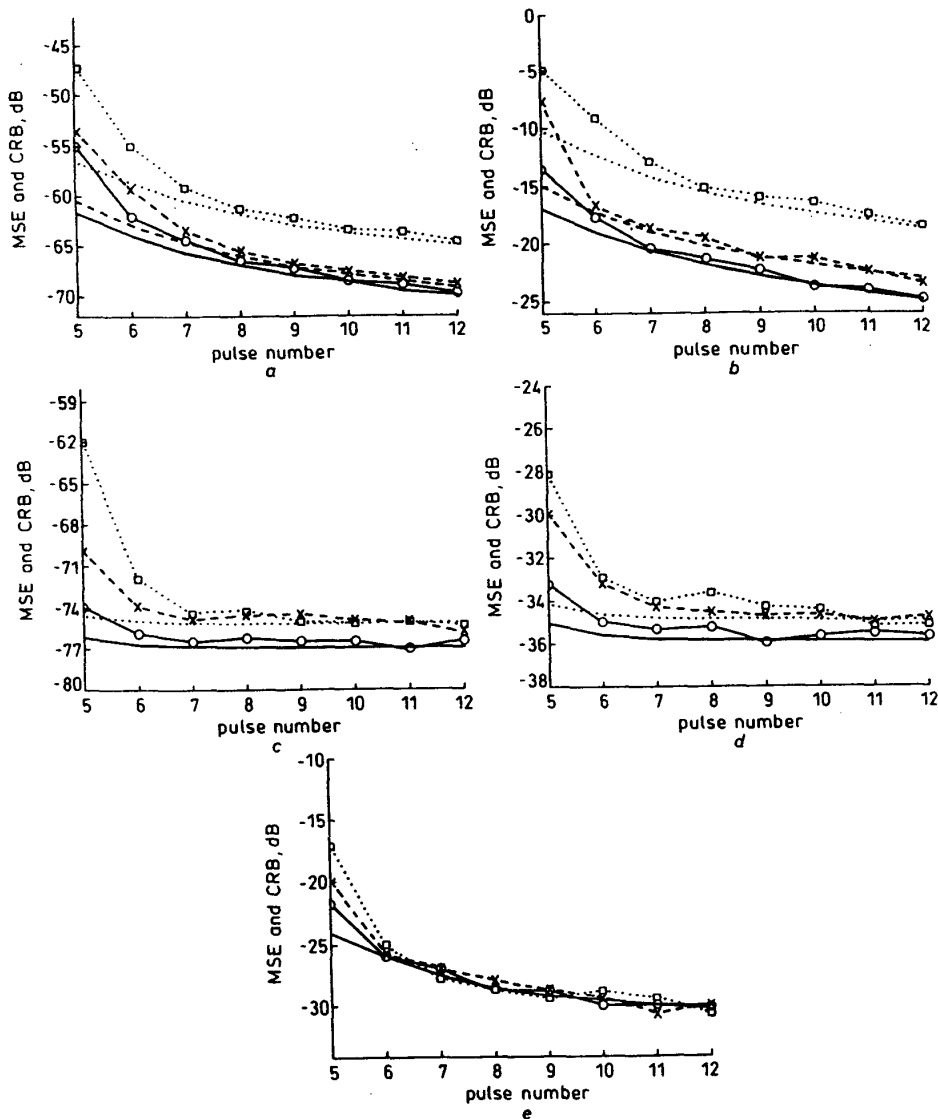 MSE and CRB, dB
-45
-50
-55
-60
-65
-70
5 6 7 8 9 10 11 12
pulse number
a
MSE and CRB, dB
0
-5
-10
-15
-20
-25
5 6 7 8 9 10 11 12
pulse number
b
MSE and CRB, dB
-59
-62
-65
-69
-71
-74
-77
-80
5 6 7 8 9 10 11 12
pulse number
c
MSE and CRB, dB
-24
-26
-28
-30
-33
-34
-36
-38
5 6 7 8 9 10 11 12
pulse number
d
MSE and CRB, dB
-10
-15
-20
-25
-30
5 6 7 8 9 10 11 12
pulse number
e